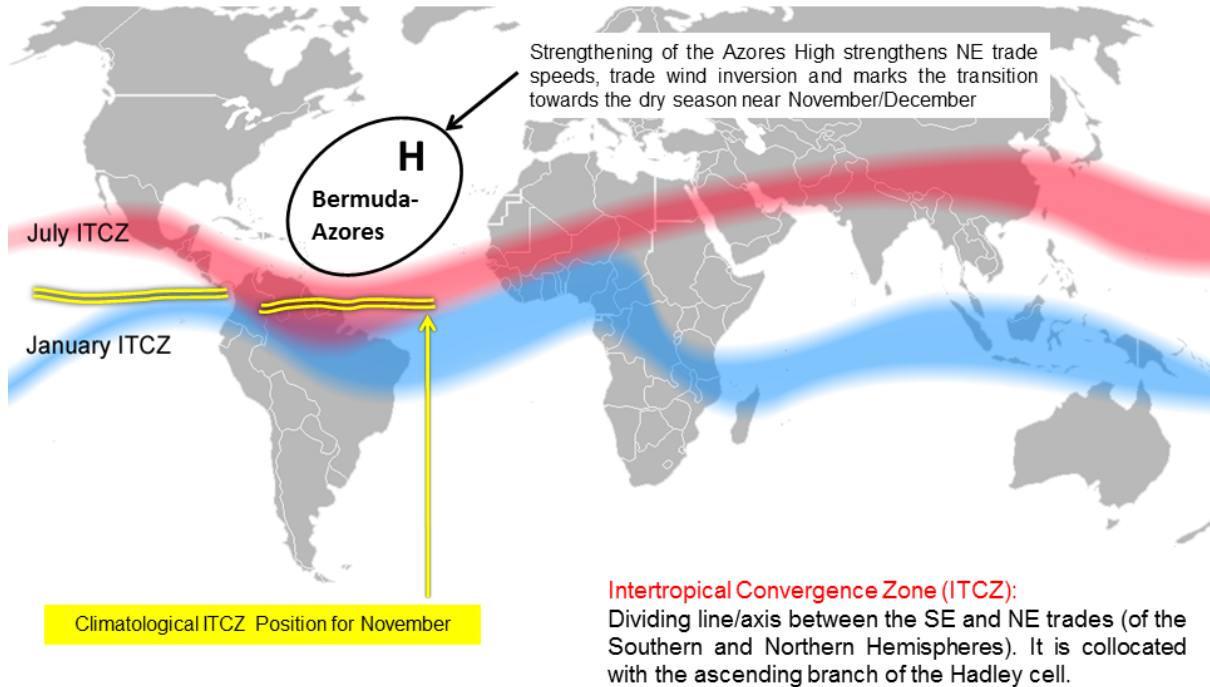 Strengthening of the Azores High strengthens NE trade
speeds, trade wind inversion and marks the transition
towards the dry season near November/December
H
Bermuda-
Azores
July ITCZ
January ITCZ
Climatological ITCZ Position for November
Intertropical Convergence Zone (ITCZ):
Dividing line/axis between the SE and NE trades (of the
Southern and Northern Hemispheres). It is collocated
with the ascending branch of the Hadley cell.